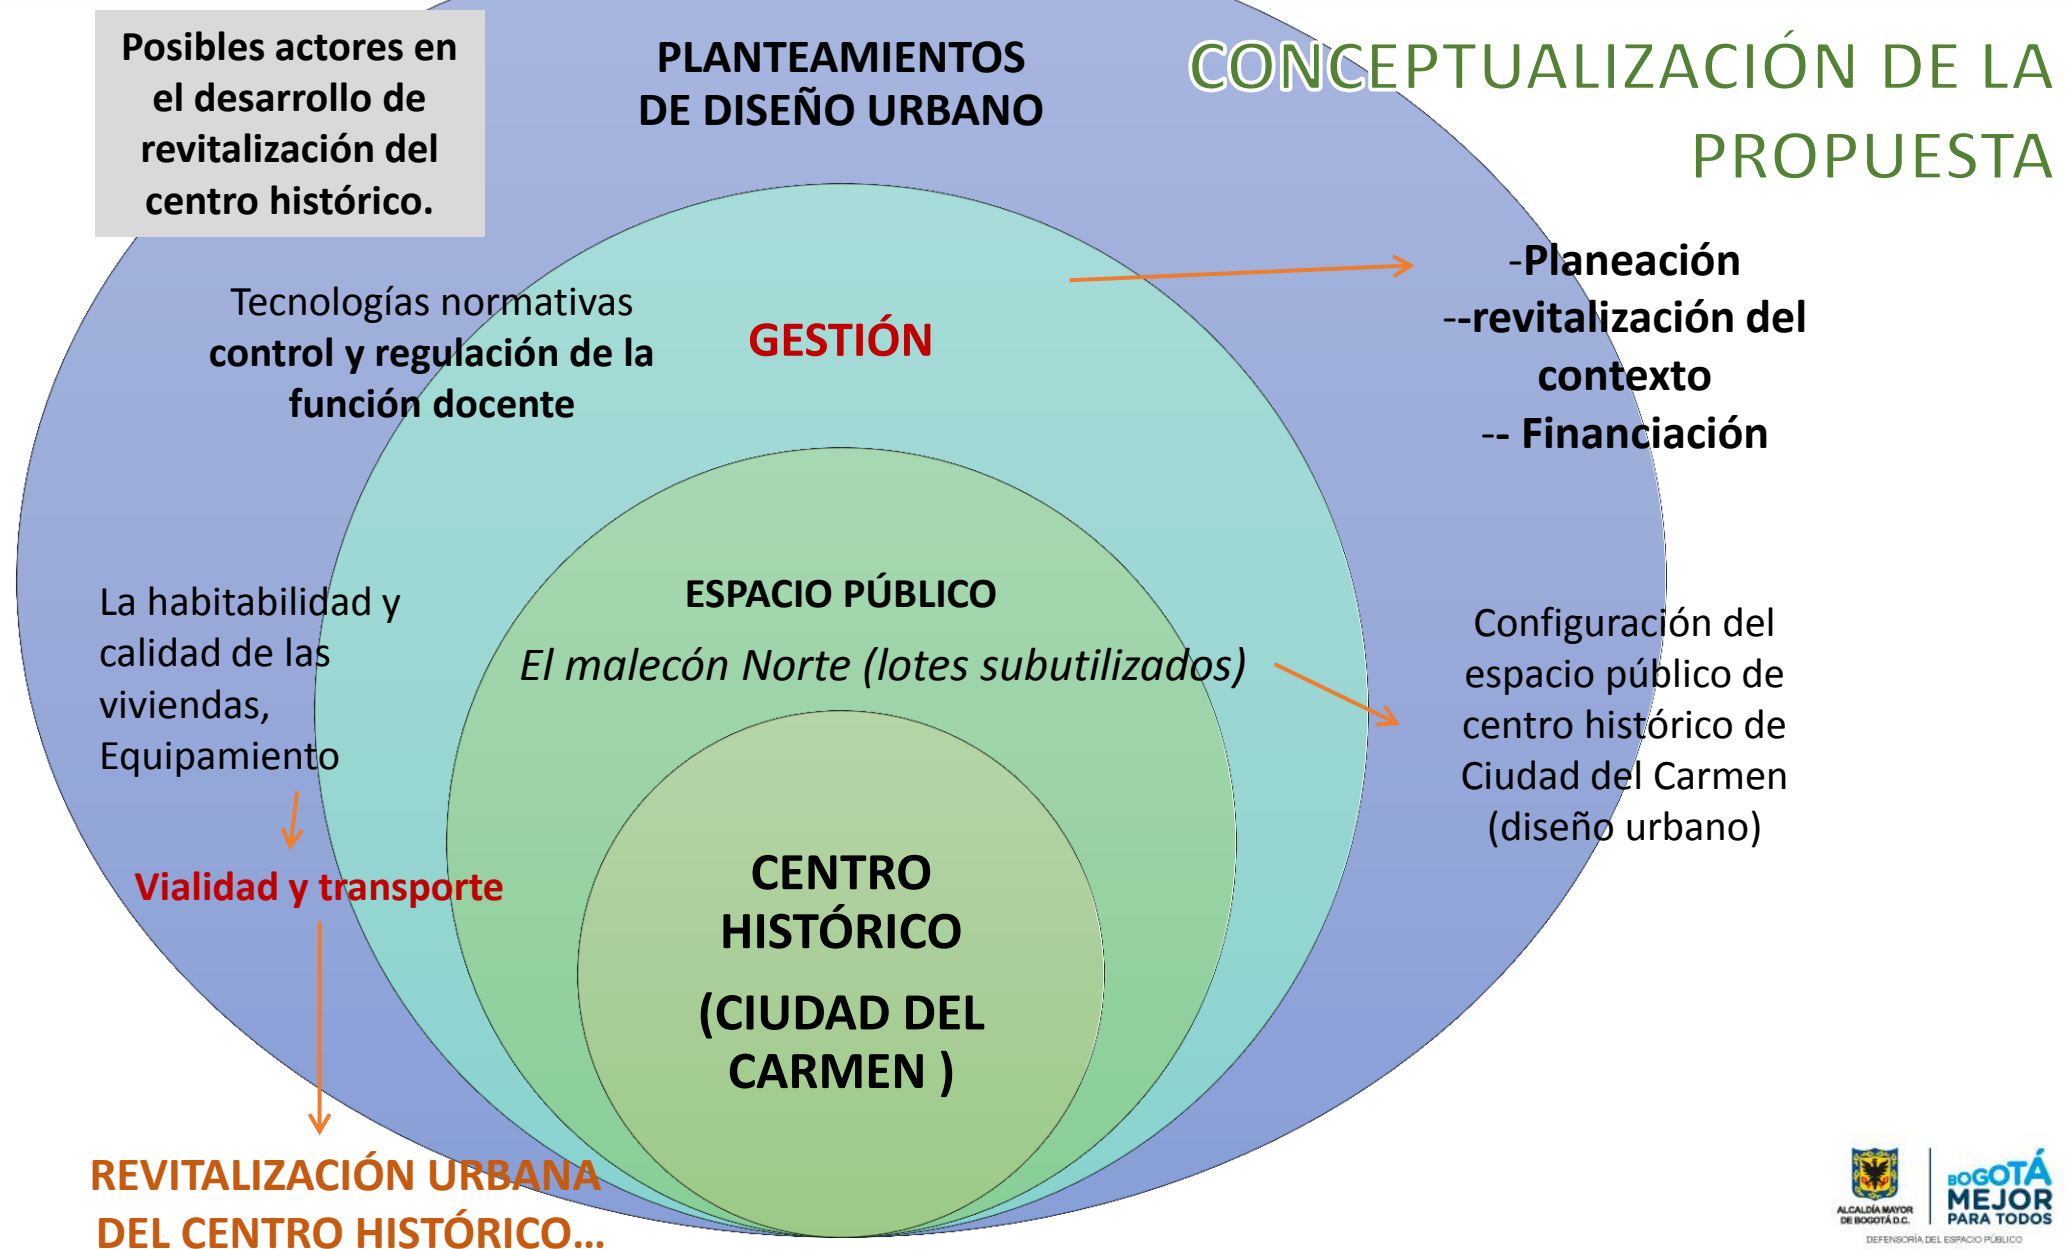 Posibles actores en
el desarrollo de
revitalización del
centro histórico.
PLANTEAMIENTOS
DE DISEÑO URBANO
CONCEPTUALIZACIÓN DE LA
PROPUESTA
Tecnologías normativas
control y regulación de la
función docente
GESTIÓN
-Planeación
--revitalización del
contexto
-- Financiación
La habitabilidad y
calidad de las
viviendas,
Equipamiento
ESPACIO PÚBLICO
El malecón Norte (lotes subutilizados)
Configuración del
espacio público de
centro histórico de
Ciudad del Carmen
(diseño urbano)
Vialidad y transporte
CENTRO
HISTÓRICO
(CIUDAD DEL
CARMEN )
REVITALIZACIÓN URBANA
DEL CENTRO HISTÓRICO...
ALCALDÍA MAYOR
DE BOGOTÁ D.C.
BOGOTÁ
MEJOR
PARA TODOS
DEFENSORÍA DEL ESPACIO PÚBLICO